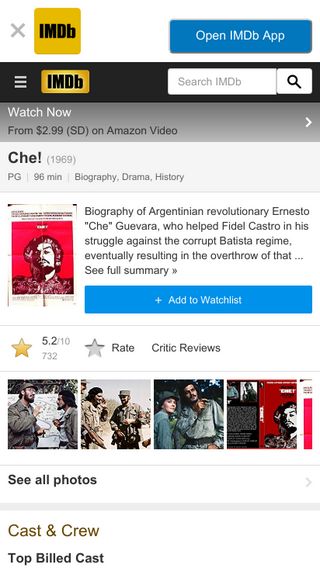 IMDb
Open IMDb App
IMDb
Search IMDb
Watch Now
From $2.99 (SD) on Amazon Video
Che! (1969)
PG | 96 min | Biography, Drama, History
Biography of Argentinian revolutionary Ernesto
"Che" Guevara, who helped Fidel Castro in his
struggle against the corrupt Batista regime,
eventually resulting in the overthrow of that ...
See full summary »
+ Add to Watchlist
5.2/10
732
Rate
Critic Reviews
See all photos
Cast & Crew
Top Billed Cast